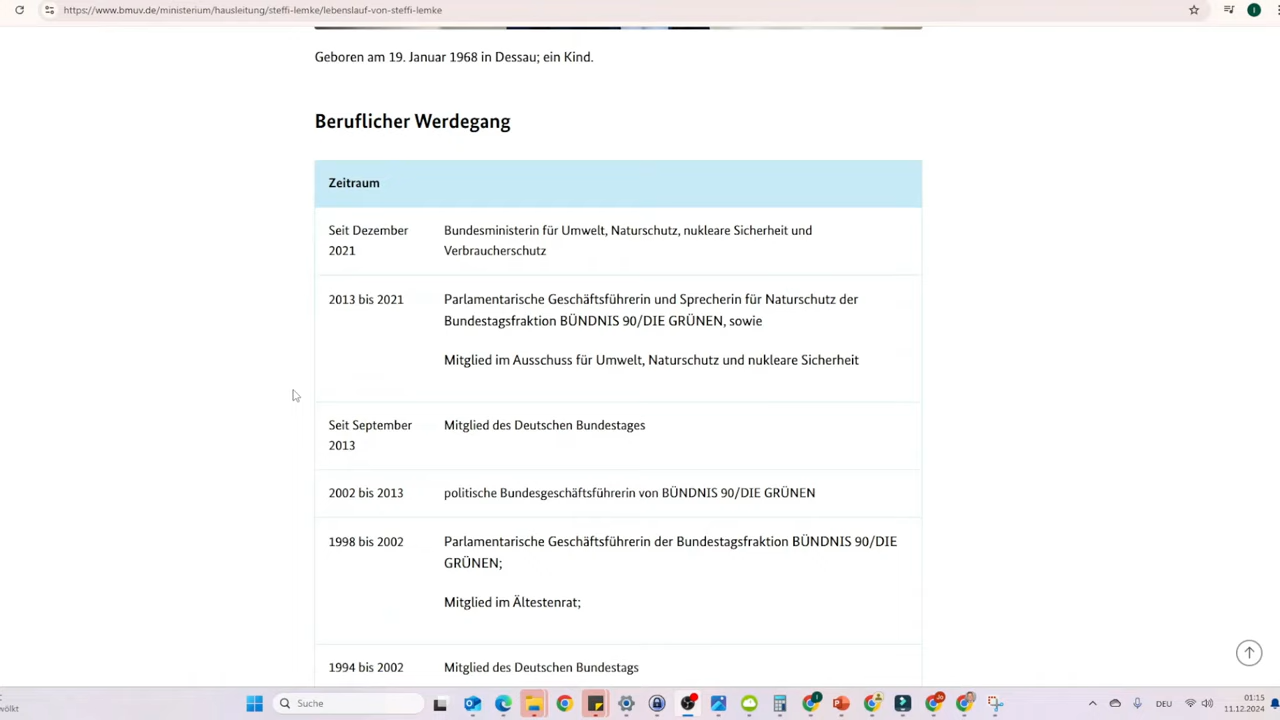 https://www.bmuv.de/ministerium/hausleitung/steffi-lemke/lebenslauf-von-steffi-lemke
Geboren am 19. Januar 1968 in Dessau; ein Kind.
Beruflicher Werdegang
Zeitraum
Seit Dezember 2021
Bundesministerin für Umwelt, Naturschutz, nukleare Sicherheit und
Verbraucherschutz
2013 bis 2021
Parlamentarische Geschäftsführerin und Sprecherin für Naturschutz der
Bundestagsfraktion BÜNDNIS 90/DIE GRÜNEN, sowie
Mitglied im Ausschuss für Umwelt, Naturschutz und nukleare Sicherheit
Seit September
2013
Mitglied des Deutschen Bundestages
2002 bis 2013
politische Bundesgeschäftsführerin von BÜNDNIS 90/DIE GRÜNEN
1998 bis 2002
Parlamentarische Geschäftsführerin der Bundestagsfraktion BÜNDNIS 90/DIE
GRÜNEN;
Mitglied im Ältestenrat;
1994 bis 2002
Mitglied des Deutschen Bundestags
völkt
Suche
DEU
01:15
11.12.2024